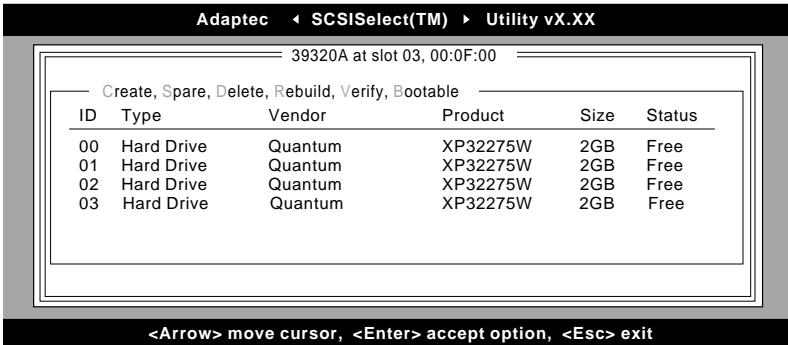 Adaptec ◂ SCSISelect(TM) ▸ Utility vX.XX
39320A at slot 03, 00:0F:00
Create, Spare, Delete, Rebuild, Verify, Bootable
ID Type Vendor Product Size Status
00 Hard Drive Quantum XP32275W 2GB Free
01 Hard Drive Quantum XP32275W 2GB Free
02 Hard Drive Quantum XP32275W 2GB Free
03 Hard Drive Quantum XP32275W 2GB Free
<Arrow> move cursor, <Enter> accept option, <Esc> exit